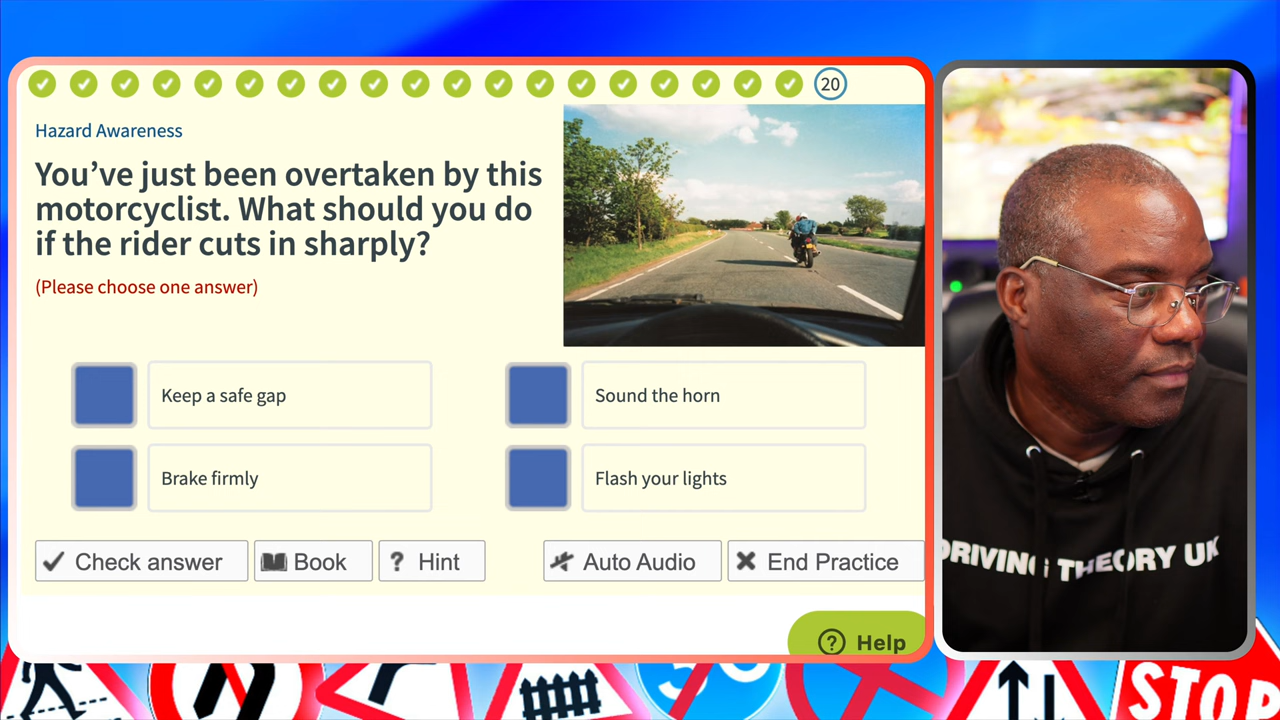 20
Hazard Awareness
You’ve just been overtaken by this
motorcyclist. What should you do
if the rider cuts in sharply?
(Please choose one answer)
Keep a safe gap
Sound the horn
Brake firmly
Flash your lights
Check answer
Book
? Hint
Auto Audio
End Practice
? Help
DRIVING THEORY UK
STOP